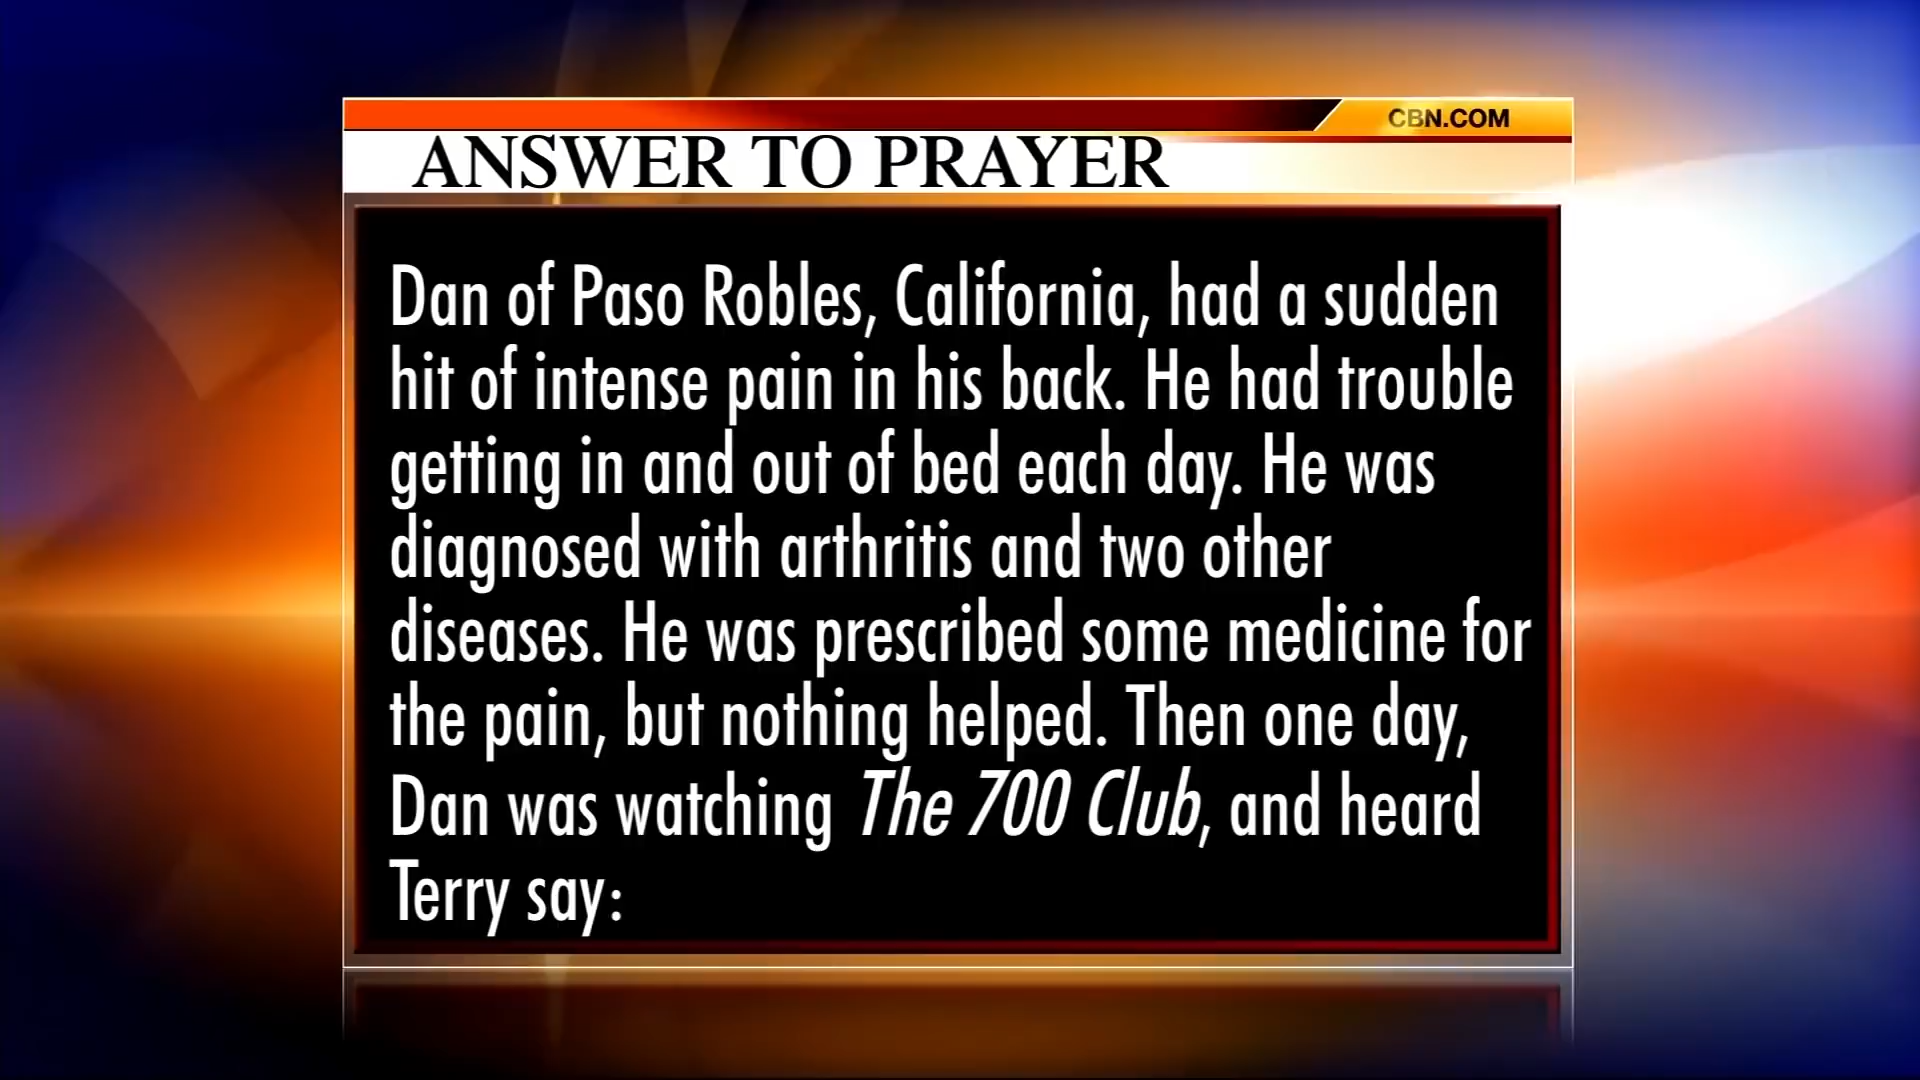 CBN.COM
ANSWER TO PRAYER
Dan of Paso Robles, California, had a sudden
hit of intense pain in his back. He had trouble
getting in and out of bed each day. He was
diagnosed with arthritis and two other
diseases. He was prescribed some medicine for
the pain, but nothing helped. Then one day,
Dan was watching The 700 Club, and heard
Terry say: